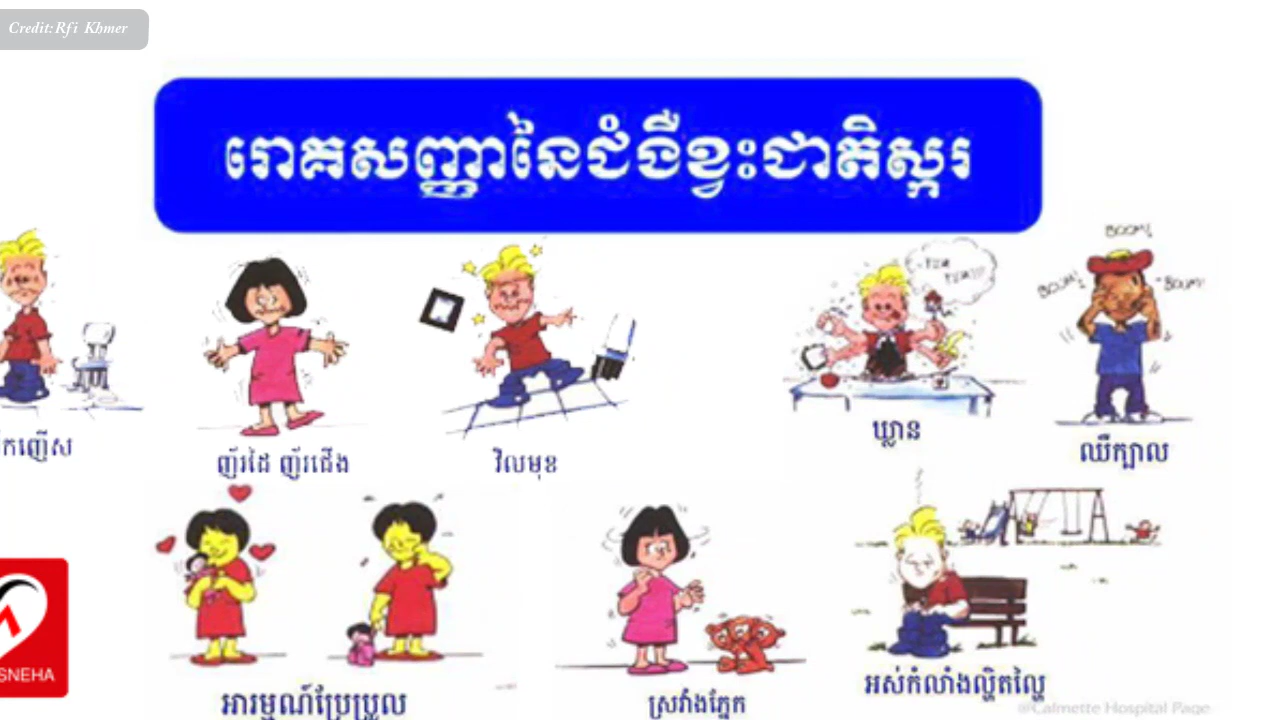 Credit:Rfi Khmer
រោគសញ្ញានៃជំងឺខ្វះជាតិស្ករ
BOOM!
BOOM!
BOOM!
ឃ្លាន
ឈឺក្បាល
ញ័រដៃ ញ័រជើង
វិលមុខ
SNEHA
អារម្មណ៍ប្រែប្រួល
ស្រវាំងភ្នែក
អស់កំលាំងល្ហិតល្ហៃ
@Calmette Hospital Page